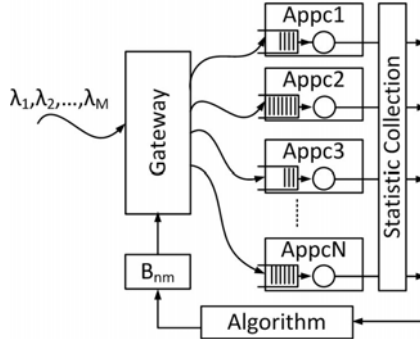 Appc1
λ₁,λ₂,...,λM
Gateway
Appc2
Appc3
AppcN
Statistic Collection
Bnm
Algorithm